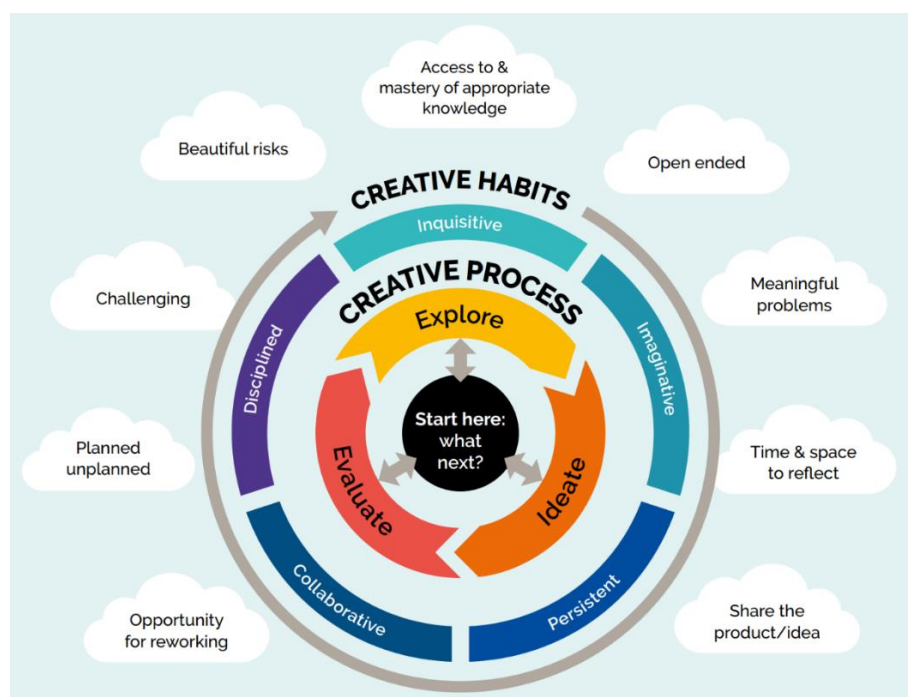 Access to &
mastery of appropriate
knowledge
Beautiful risks
Open ended
CREATIVE HABITS
Inquisitive
CREATIVE PROCESS
Challenging
Meaningful
problems
Explore
Disciplined
Imaginative
Start here:
what
next?
Planned
unplanned
Time & space
to reflect
Evaluate
Ideate
Collaborative
Persistent
Opportunity
for reworking
Share the
product/idea